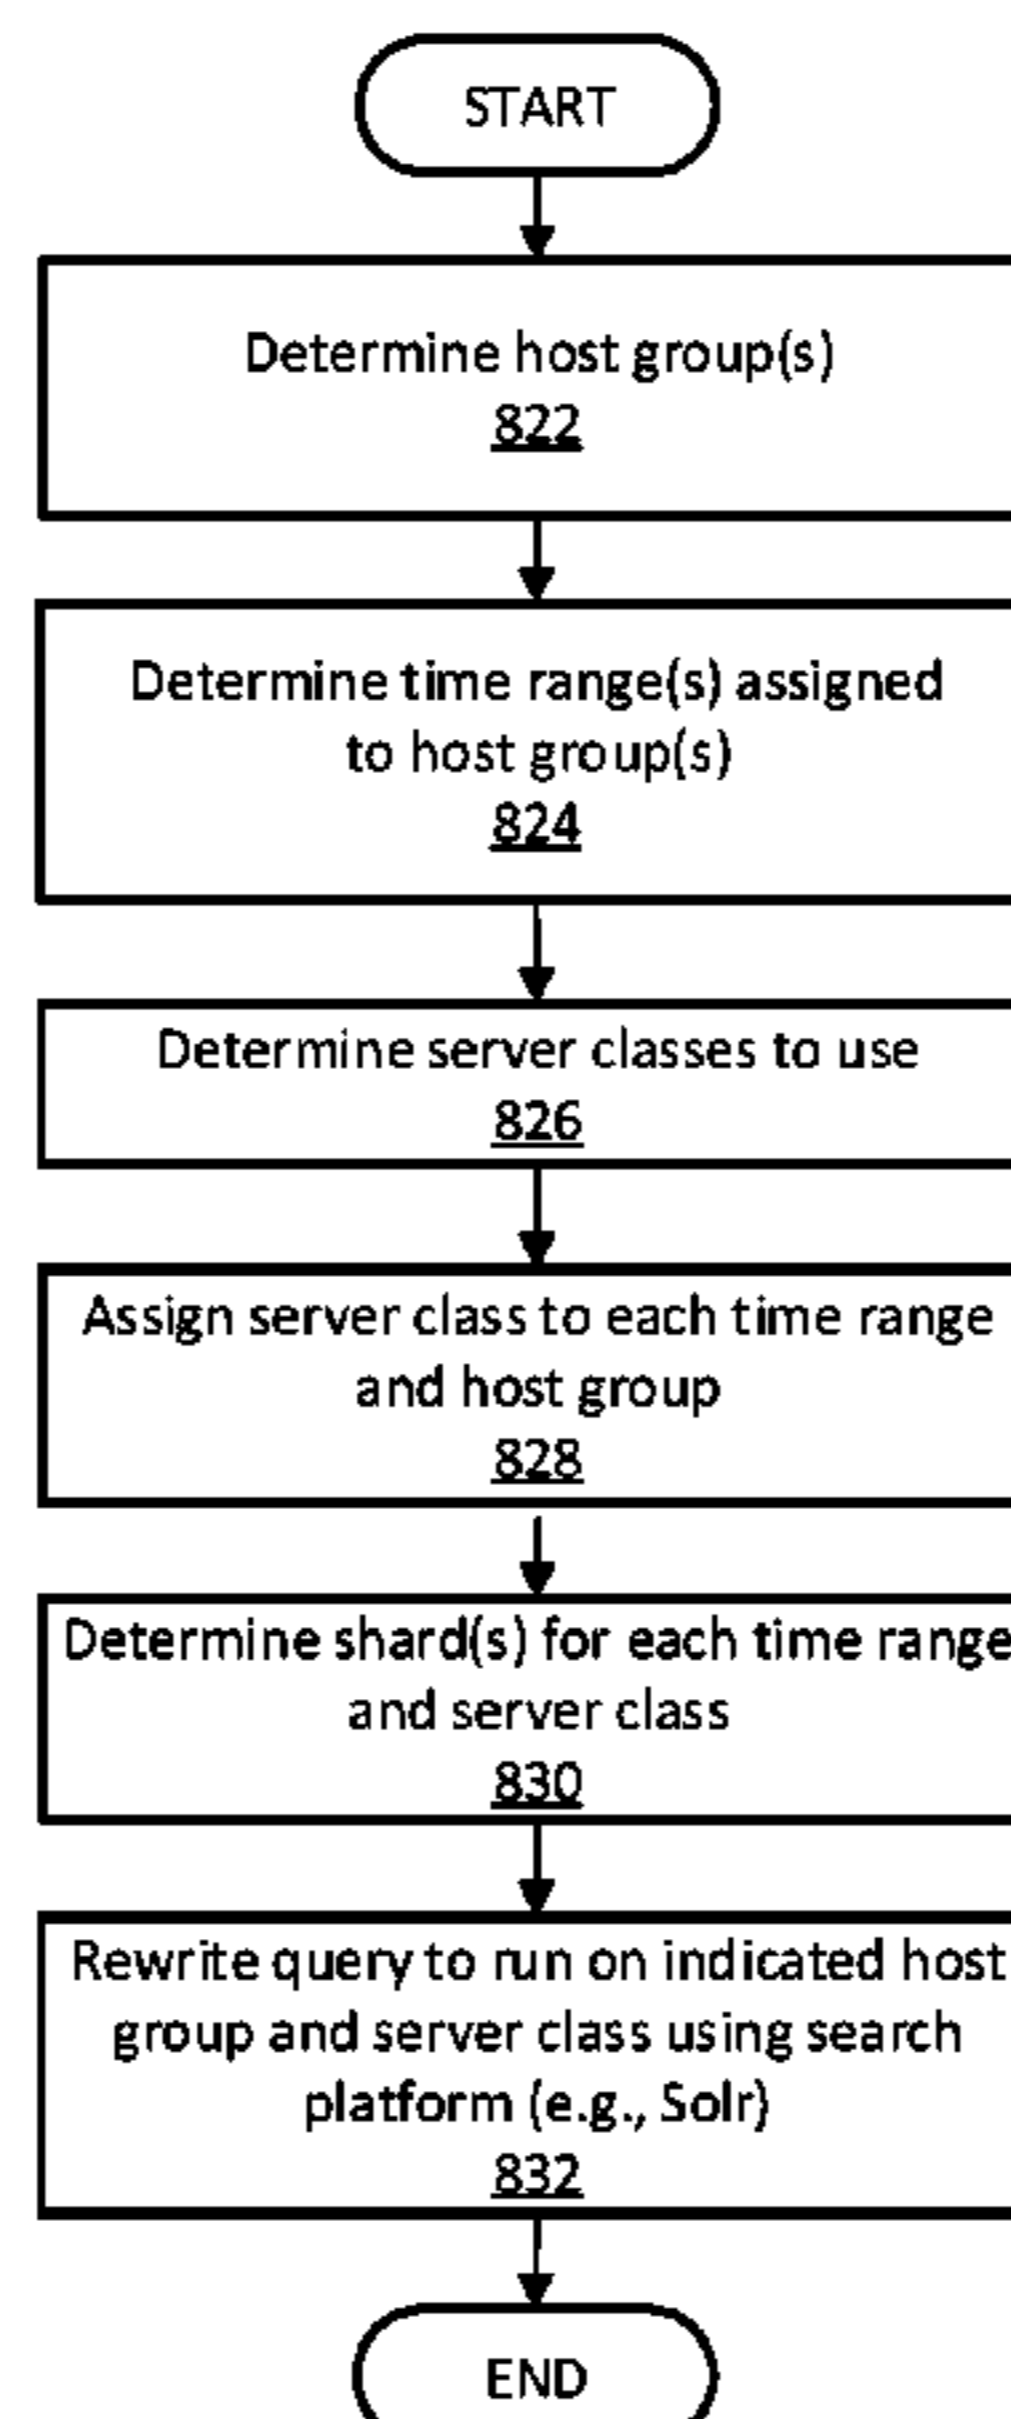 START
Determine host group(s)
822
Determine time range(s) assigned
to host group(s)
824
Determine server classes to use
826
Assign server class to each time range
and host group
828
Determine shard(s) for each time range
and server class
830
Rewrite query to run on indicated host
group and server class using search
platform (e.g., Solr)
832
END